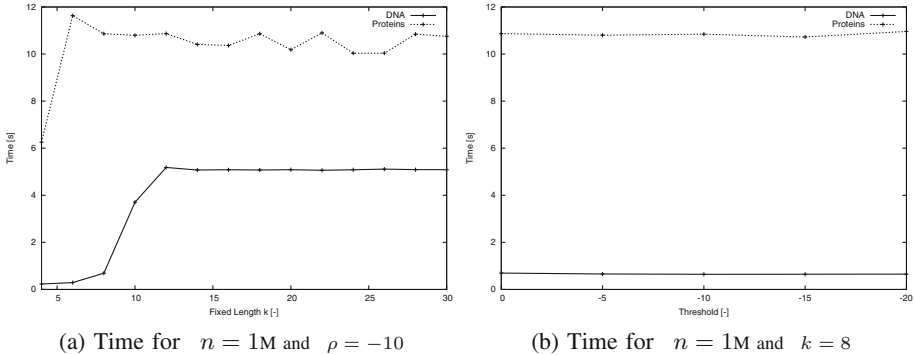 12
10
8
6
4
2
0
Time [s]
5
10
15
20
25
30
Fixed Length k [-]
DNA
Proteins
(a) Time for n = 1M and ρ = −10
12
10
8
6
4
2
0
Time [s]
0
-5
-10
-15
-20
Threshold [-]
DNA
Proteins
(b) Time for n = 1M and k = 8